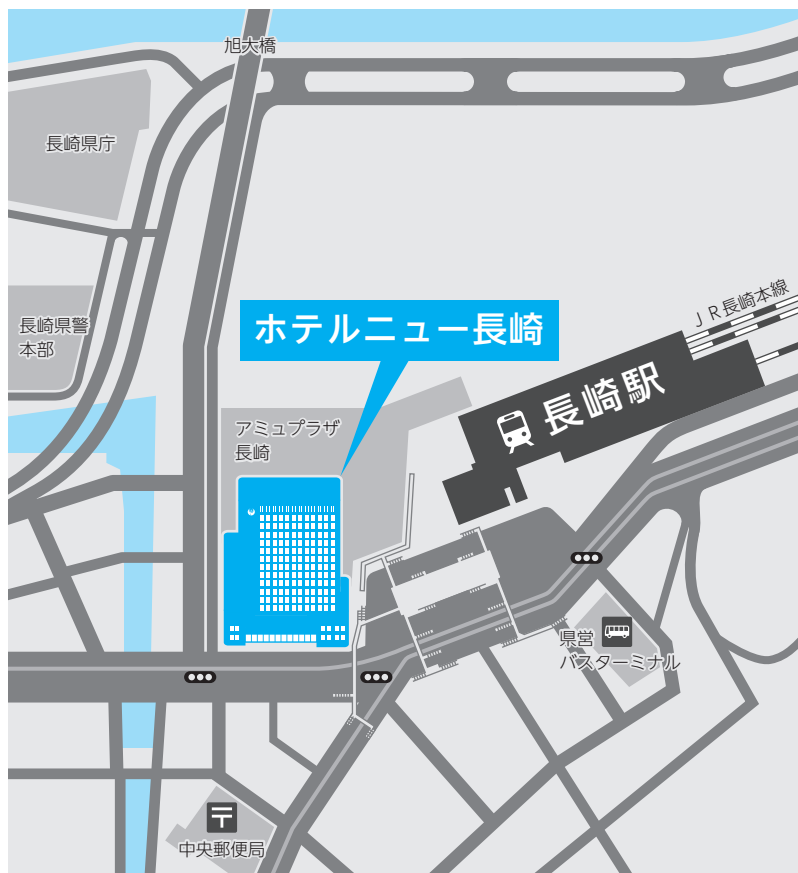 旭大橋
長崎県庁
ＪＲ長崎本線
長崎県警
本部
ホテルニュー長崎
長崎駅
アミュプラザ
長崎
県営
バスターミナル
中央郵便局